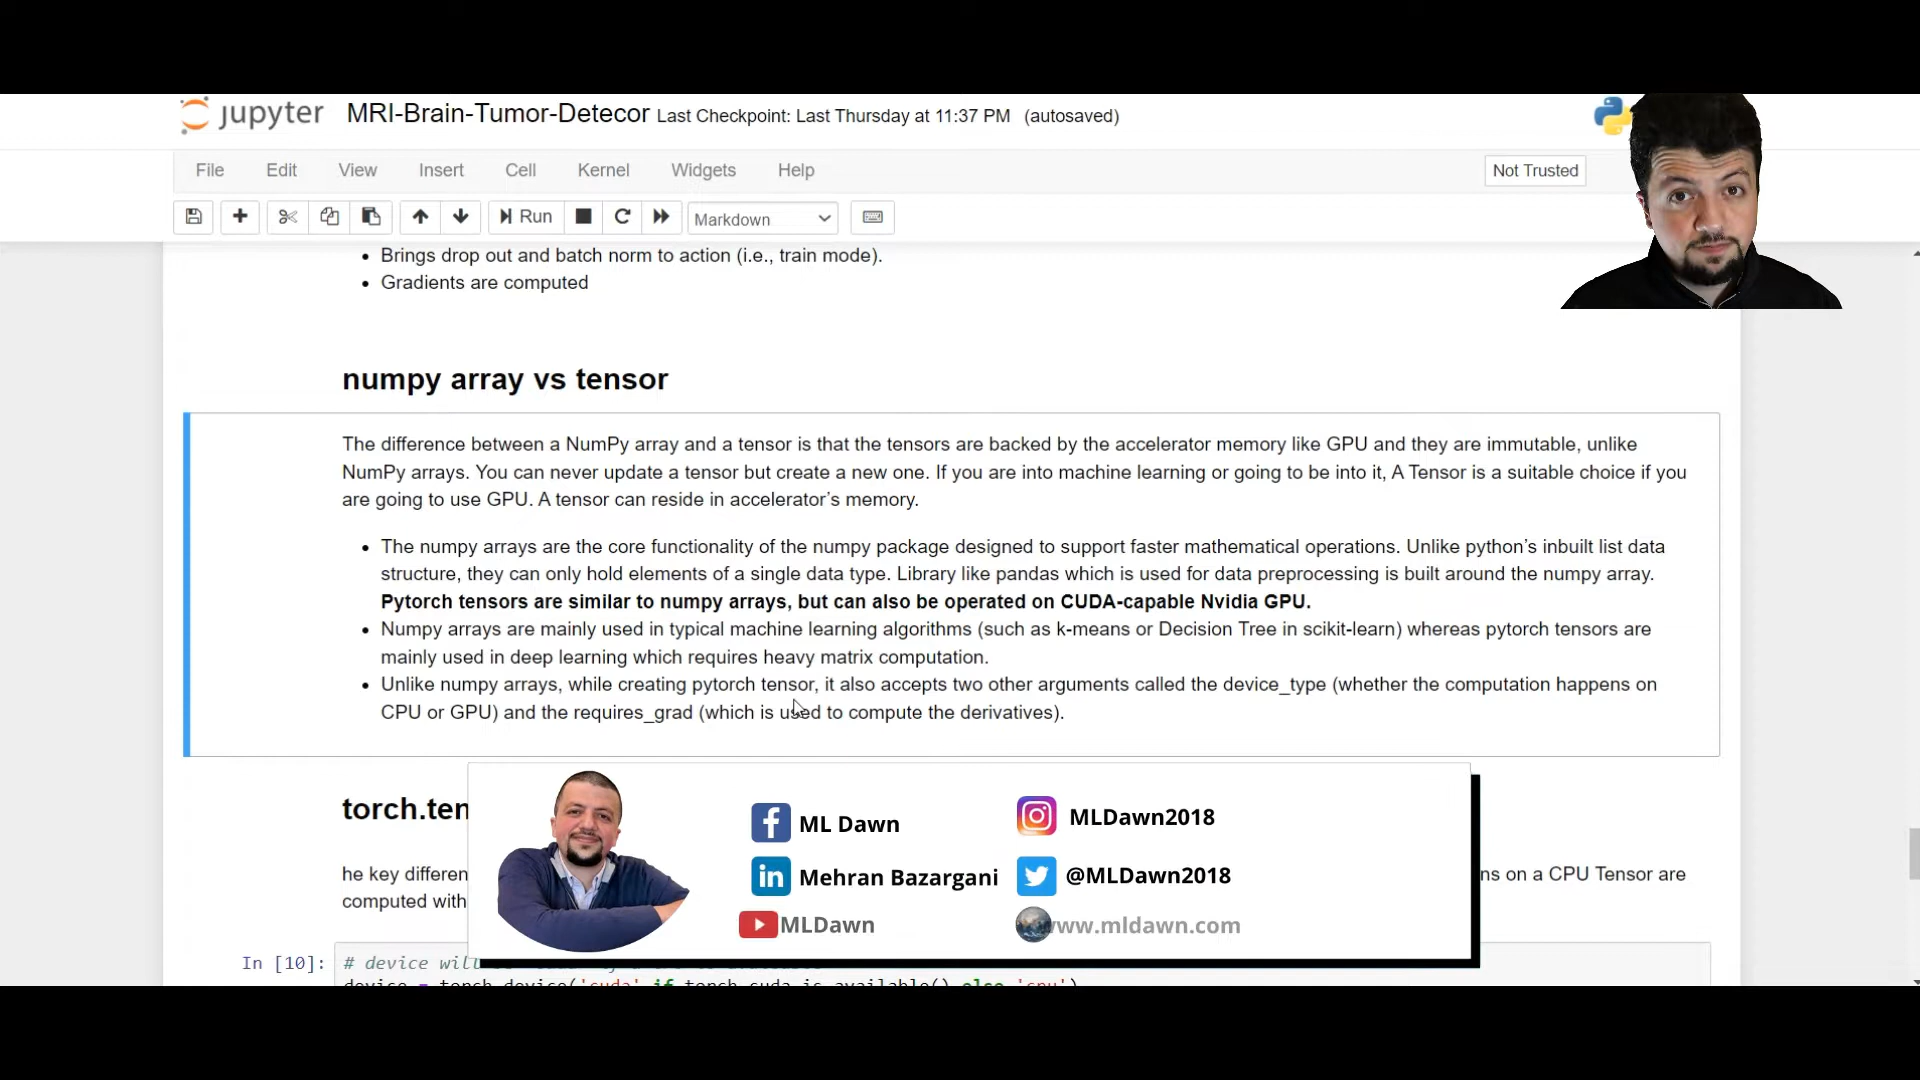 jupyter MRI-Brain-Tumor-Detecor Last Checkpoint: Last Thursday at 11:37 PM (autosaved)
File Edit View Insert Cell Kernel Widgets Help Not Trusted
Run Markdown
Brings drop out and batch norm to action (i.e., train mode).
Gradients are computed
numpy array vs tensor
The difference between a NumPy array and a tensor is that the tensors are backed by the accelerator memory like GPU and they are immutable, unlike
NumPy arrays. You can never update a tensor but create a new one. If you are into machine learning or going to be into it, A Tensor is a suitable choice if you
are going to use GPU. A tensor can reside in accelerator’s memory.
The numpy arrays are the core functionality of the numpy package designed to support faster mathematical operations. Unlike python’s inbuilt list data
structure, they can only hold elements of a single data type. Library like pandas which is used for data preprocessing is built around the numpy array.
Pytorch tensors are similar to numpy arrays, but can also be operated on CUDA-capable Nvidia GPU.
Numpy arrays are mainly used in typical machine learning algorithms (such as k-means or Decision Tree in scikit-learn) whereas pytorch tensors are
mainly used in deep learning which requires heavy matrix computation.
Unlike numpy arrays, while creating pytorch tensor, it also accepts two other arguments called the device_type (whether the computation happens on
CPU or GPU) and the requires_grad (which is used to compute the derivatives).
torch.ten
he key differen ns on a CPU Tensor are
computed with
ML Dawn MLDawn2018
Mehran Bazargani @MLDawn2018
MLDawn www.mldawn.com
In [10]: # device will
device = torch.device('cuda' if torch.cuda.is_available() else 'cpu')